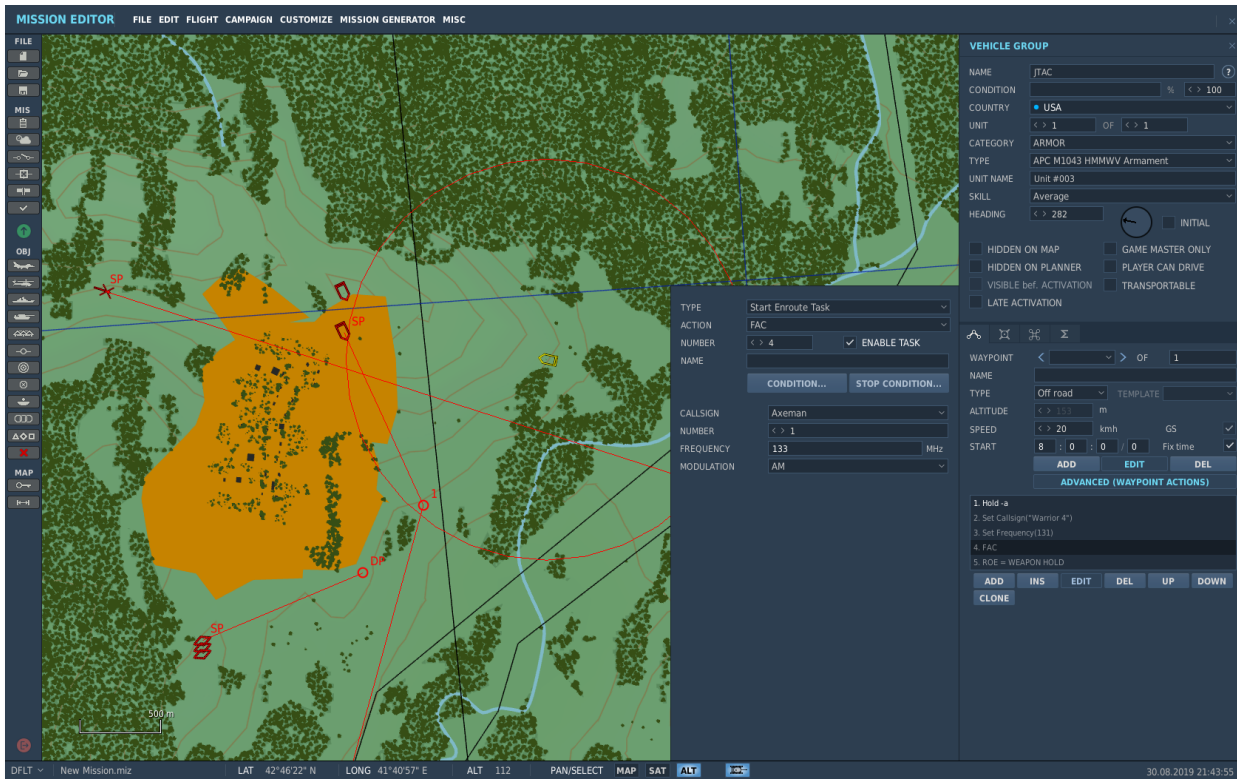 MISSION EDITOR FILE EDIT FLIGHT CAMPAIGN CUSTOMIZE MISSION GENERATOR MISC
FILE
MIS
OBJ
MAP
SP
SP
1
DP
SP
500 m
TYPE Start Enroute Task
ACTION FAC
NUMBER < > 4 ENABLE TASK
NAME
CONDITION... STOP CONDITION...
CALLSIGN Axeman
NUMBER < > 1
FREQUENCY 133 MHz
MODULATION AM
VEHICLE GROUP
NAME JTAC ?
CONDITION % < > 100
COUNTRY USA
UNIT < > 1 OF < > 1
CATEGORY ARMOR
TYPE APC M1043 HMMWV Armament
UNIT NAME Unit #003
SKILL Average
HEADING < > 282 INITIAL
HIDDEN ON MAP GAME MASTER ONLY
HIDDEN ON PLANNER PLAYER CAN DRIVE
VISIBLE bef. ACTIVATION TRANSPORTABLE
LATE ACTIVATION
WAYPOINT < > OF 1
NAME
TYPE Off road TEMPLATE
ALTITUDE < > 153 m
SPEED < > 20 kmh GS
START 8 : 0 : 0 / 0 Fix time
ADD EDIT DEL
ADVANCED (WAYPOINT ACTIONS)
1. Hold -a
2. Set Callsign("Warrior 4")
3. Set Frequency(131)
4. FAC
5. ROE = WEAPON HOLD
ADD INS EDIT DEL UP DOWN
CLONE
DFLT New Mission.miz LAT 42°46'22" N LONG 41°40'57" E ALT 112 PAN/SELECT MAP SAT ALT 30.08.2019 21:43:55